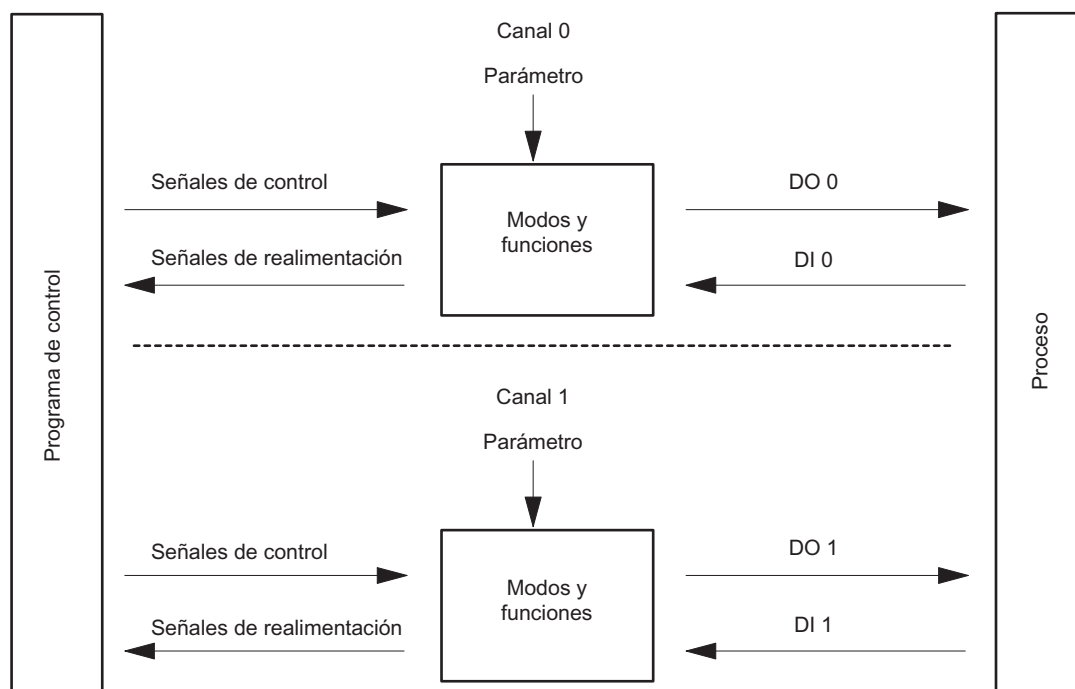 Canal 0
Parámetro
Señales de control
DO 0
Modos y
funciones
Señales de realimentación
DI 0
Programa de control
Proceso
Canal 1
Parámetro
Señales de control
DO 1
Modos y
funciones
Señales de realimentación
DI 1